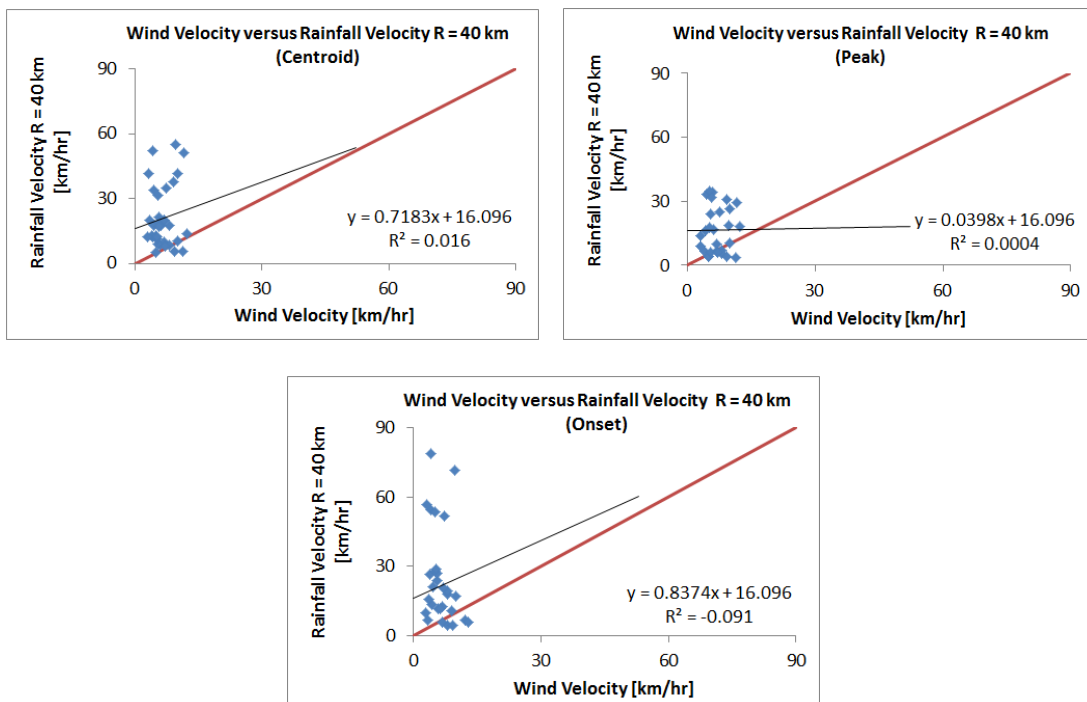 Wind Velocity versus Rainfall Velocity R = 40 km
(Centroid)
Rainfall Velocity R = 40 km
[km/hr]
90
60
30
0
y = 0.7183x + 16.096
R² = 0.016
0
30
60
90
Wind Velocity [km/hr]
Wind Velocity versus Rainfall Velocity R = 40 km
(Peak)
Rainfall Velocity R = 40 km
[km/hr]
90
60
30
0
y = 0.0398x + 16.096
R² = 0.0004
0
30
60
90
Wind Velocity [km/hr]
Wind Velocity versus Rainfall Velocity R = 40 km
(Onset)
Rainfall Velocity R = 40 km
[km/hr]
90
60
30
0
y = 0.8374x + 16.096
R² = -0.091
0
30
60
90
Wind Velocity [km/hr]